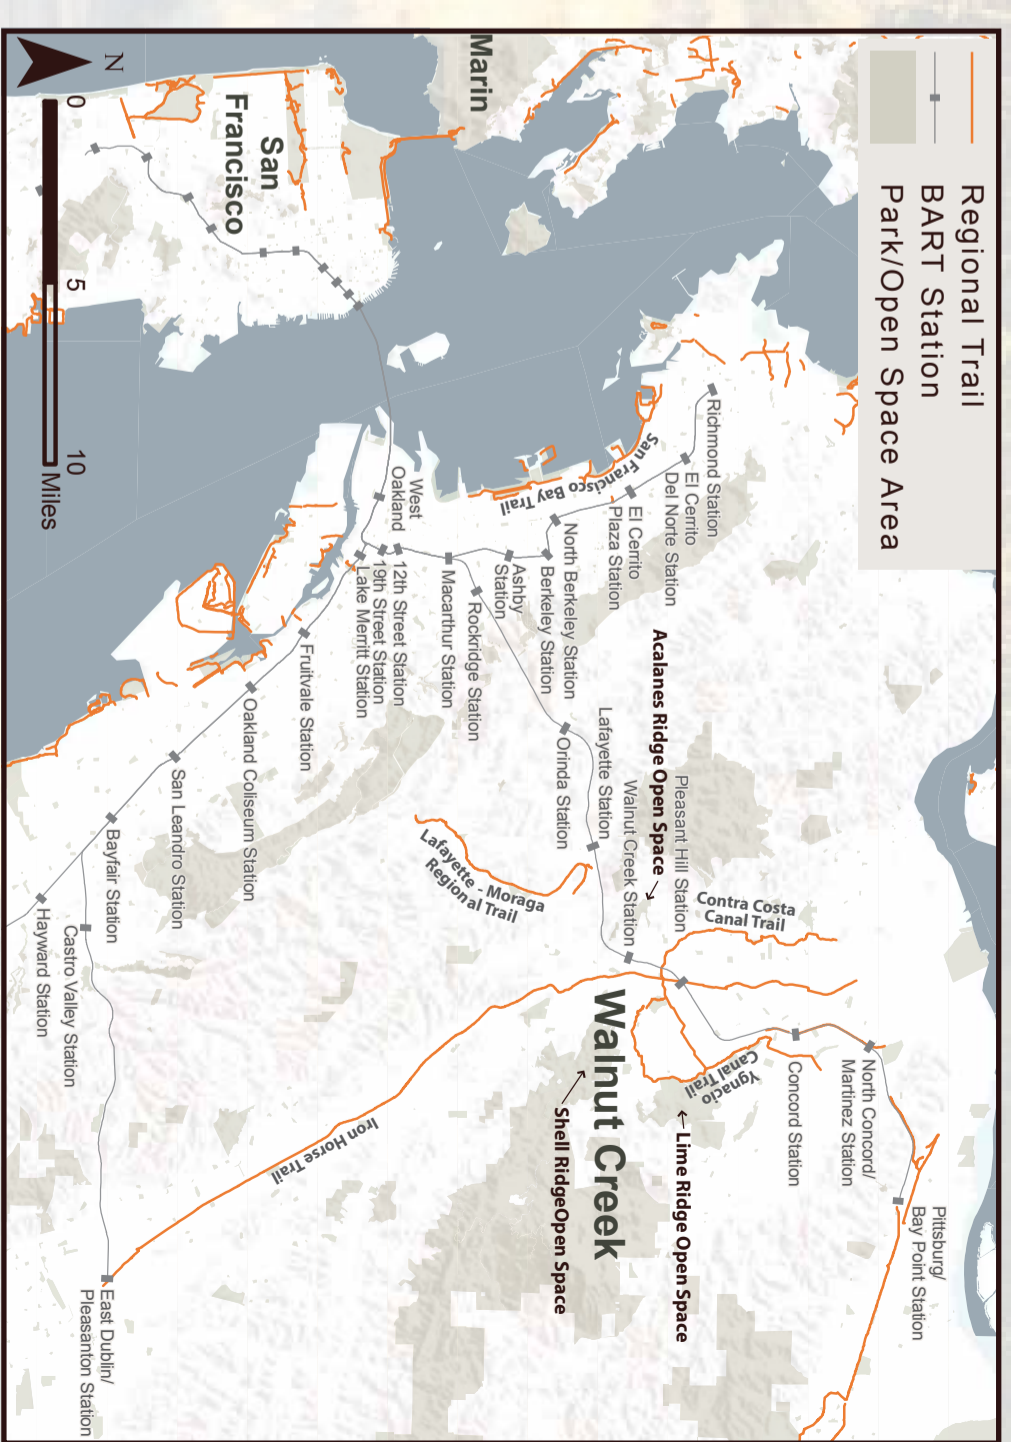 Regional Trail
BART Station
Park/Open Space Area
Marin
San
Francisco
N
0
5
10
Miles
Richmond Station
El Cerrito
Del Norte Station
El Cerrito
Plaza Station
San Francisco Bay Trail
North Berkeley Station
Berkeley Station
Ashby
Station
Macarthur Station
Rockridge Station
West
Oakland
12th Street Station
19th Street Station
Lake Merritt Station
Fruitvale Station
Oakland Coliseum Station
San Leandro Station
Bayfair Station
Hayward Station
Castro Valley Station
East Dublin/
Pleasanton Station
Orinda Station
Lafayette Station
Walnut Creek Station
Acalanes Ridge Open Space
Pleasant Hill Station
Lafayette - Moraga
Regional Trail
Contra Costa
Canal Trail
Walnut Creek
Ygnacio
Canal Trail
Concord Station
North Concord/
Martinez Station
Pittsburg/
Bay Point Station
Lime Ridge Open Space
Shell RidgeOpen Space
Iron Horse Trail